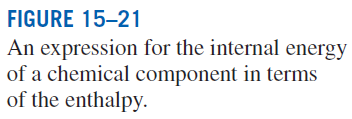 FIGURE 15–21
An expression for the internal energy
of a chemical component in terms
of the enthalpy.